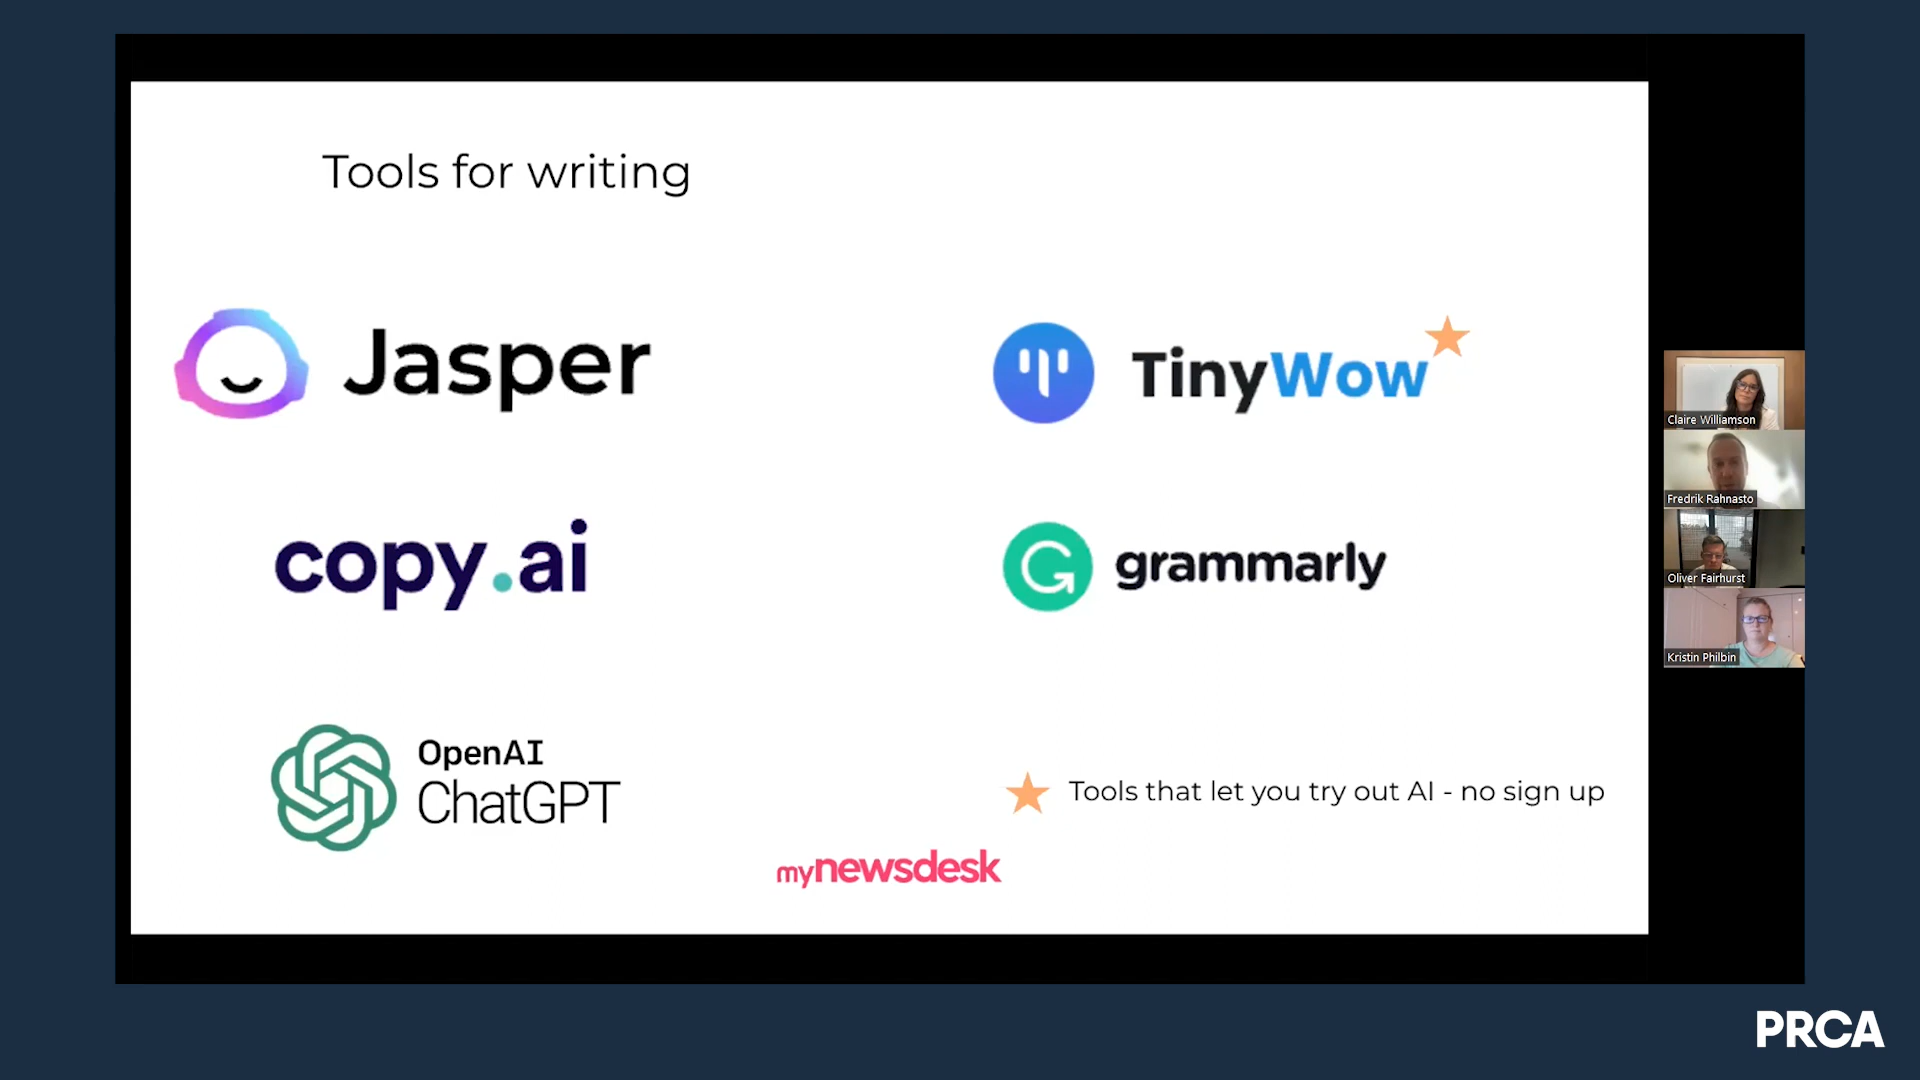 Tools for writing
Jasper
TinyWow
copy.ai
grammarly
OpenAI
ChatGPT
Tools that let you try out AI - no sign up
mynewsdesk
Claire Williamson
Fredrik Rahnasto
Oliver Fairhurst
Kristin Philbin
PRCA